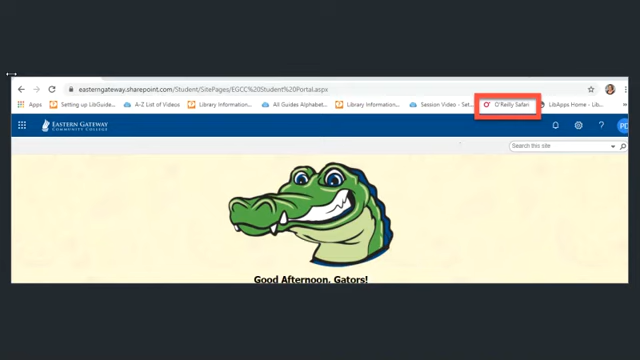 easterngateway.sharepoint.com/Student/SitePages/EGCC%20Student%20Portal.aspx
Apps Setting up LibGuide... A-Z List of Videos Library Information... All Guides Alphabet... Library Information... Session Video - Set... O'Reilly Safari LibApps Home - Lib...
EASTERN GATEWAY
COMMUNITY COLLEGE
PD
Search this site
Good Afternoon, Gators!